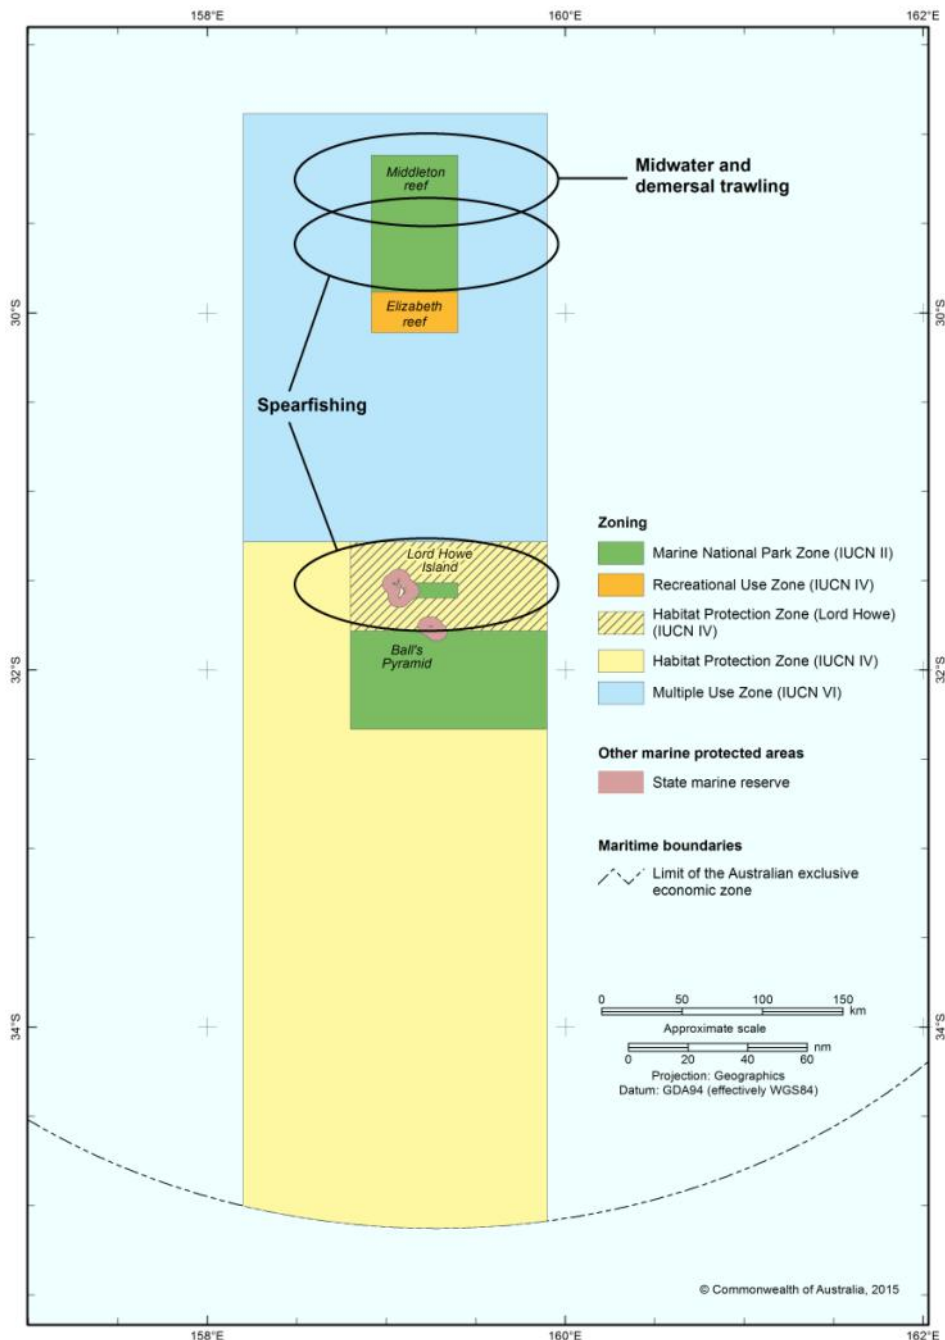 158°E
160°E
162°E
Midwater and
demersal trawling
Middleton
reef
30°S
30°S
Elizabeth
reef
Spearfishing
Zoning
Marine National Park Zone (IUCN II)
Recreational Use Zone (IUCN IV)
Habitat Protection Zone (Lord Howe)
(IUCN IV)
Habitat Protection Zone (IUCN IV)
Multiple Use Zone (IUCN VI)
Lord Howe
Island
32°S
32°S
Ball's
Pyramid
Other marine protected areas
State marine reserve
Maritime boundaries
Limit of the Australian exclusive
economic zone
0 50 100 150
km
Approximate scale
nm
0 20 40 60
Projection: Geographics
Datum: GDA94 (effectively WGS84)
34°S
34°S
© Commonwealth of Australia, 2015
158°E
160°E
162°E